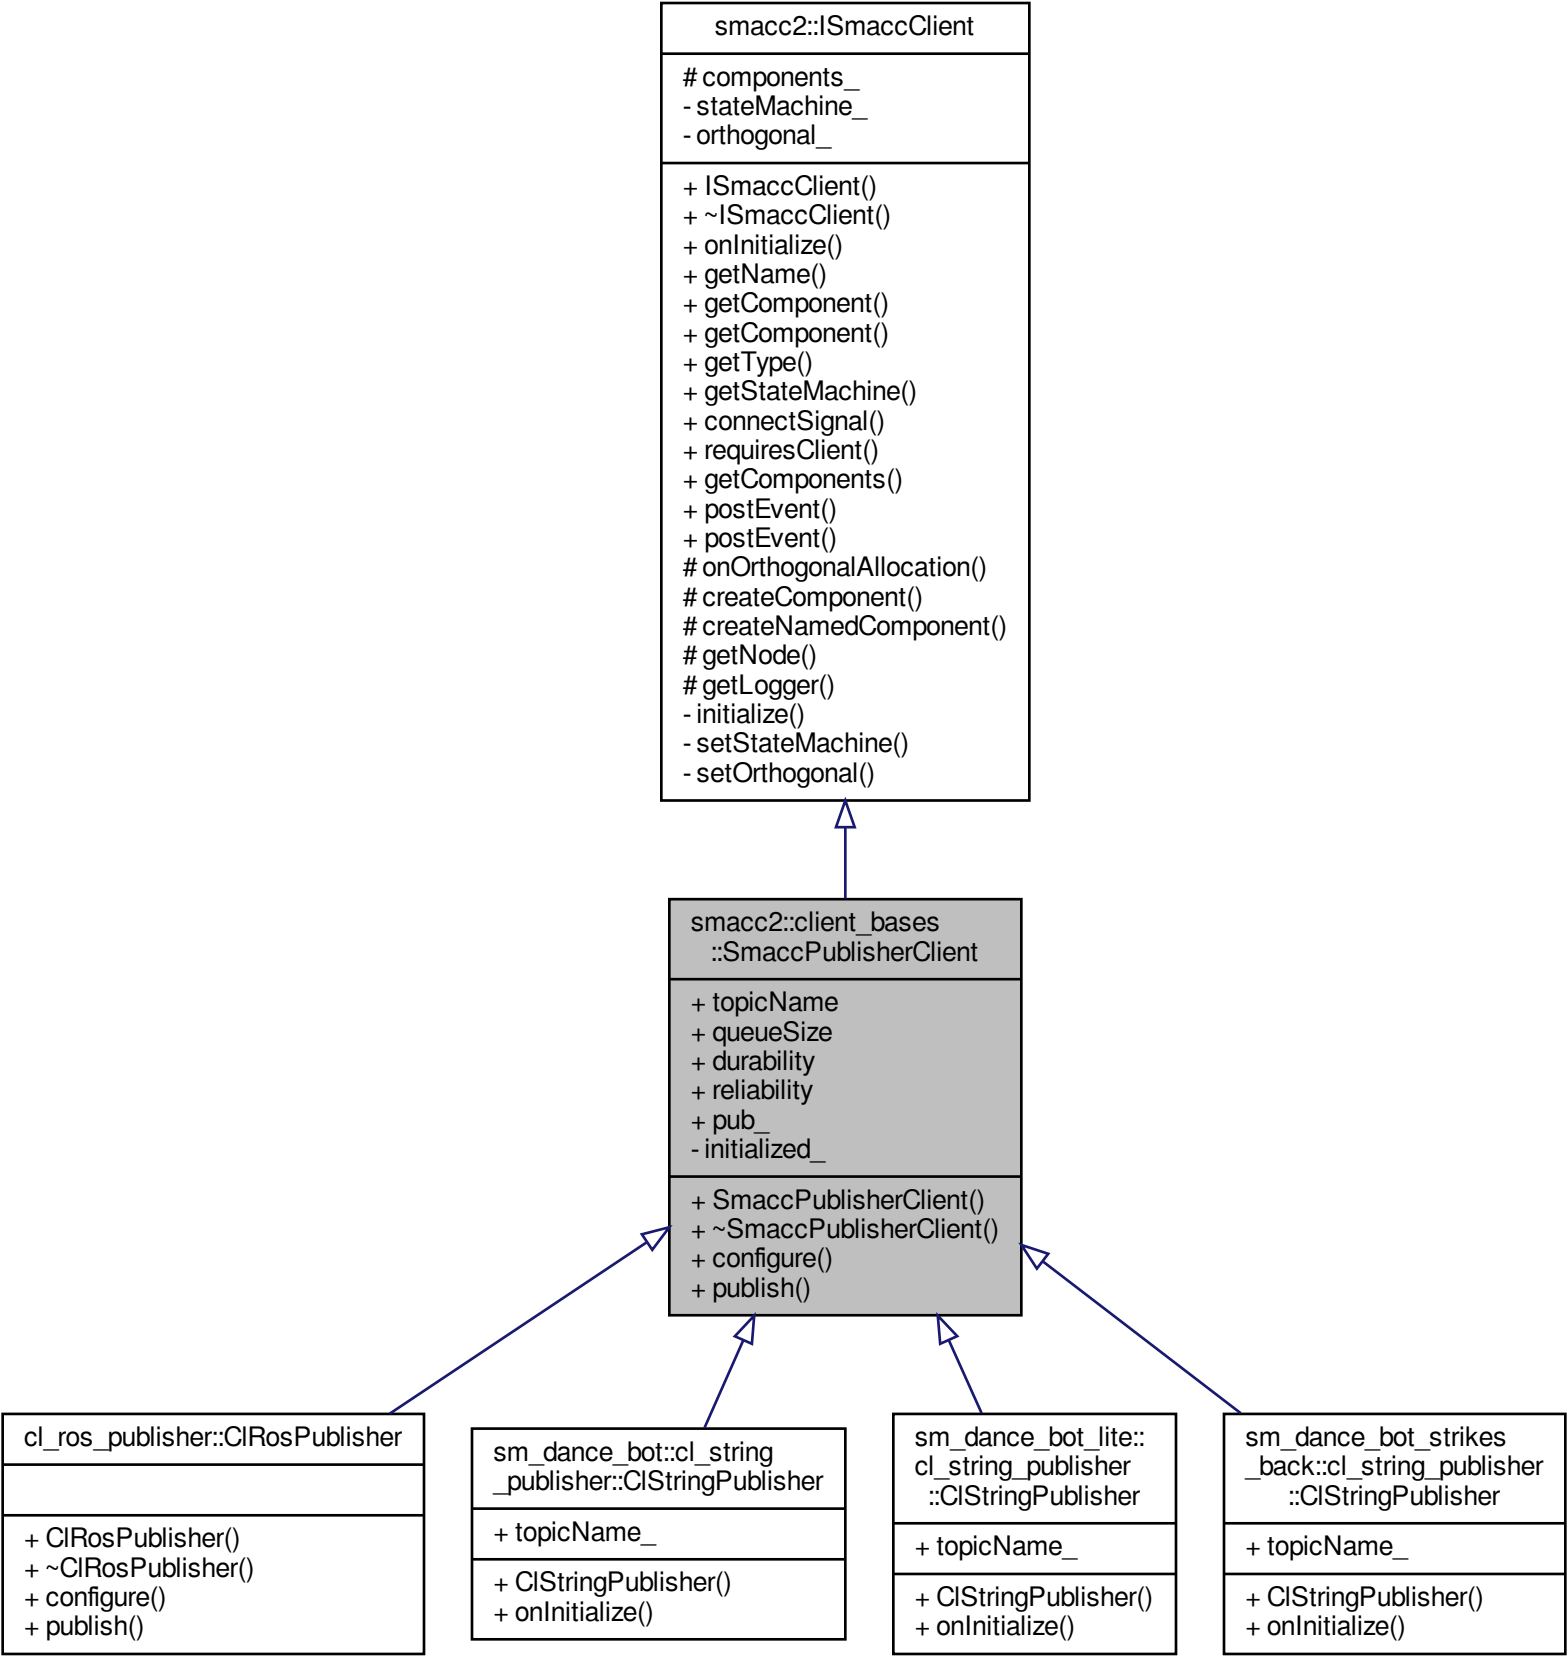 smacc2::ISmaccClient
# components_
- stateMachine_
- orthogonal_
+ ISmaccClient()
+ ~ISmaccClient()
+ onInitialize()
+ getName()
+ getComponent()
+ getComponent()
+ getType()
+ getStateMachine()
+ connectSignal()
+ requiresClient()
+ getComponents()
+ postEvent()
+ postEvent()
# onOrthogonalAllocation()
# createComponent()
# createNamedComponent()
# getNode()
# getLogger()
- initialize()
- setStateMachine()
- setOrthogonal()
smacc2::client_bases
::SmaccPublisherClient
+ topicName
+ queueSize
+ durability
+ reliability
+ pub_
- initialized_
+ SmaccPublisherClient()
+ ~SmaccPublisherClient()
+ configure()
+ publish()
cl_ros_publisher::ClRosPublisher
+ ClRosPublisher()
+ ~ClRosPublisher()
+ configure()
+ publish()
sm_dance_bot::cl_string
_publisher::ClStringPublisher
+ topicName_
+ ClStringPublisher()
+ onInitialize()
sm_dance_bot_lite::
cl_string_publisher
::ClStringPublisher
+ topicName_
+ ClStringPublisher()
+ onInitialize()
sm_dance_bot_strikes
_back::cl_string_publisher
::ClStringPublisher
+ topicName_
+ ClStringPublisher()
+ onInitialize()